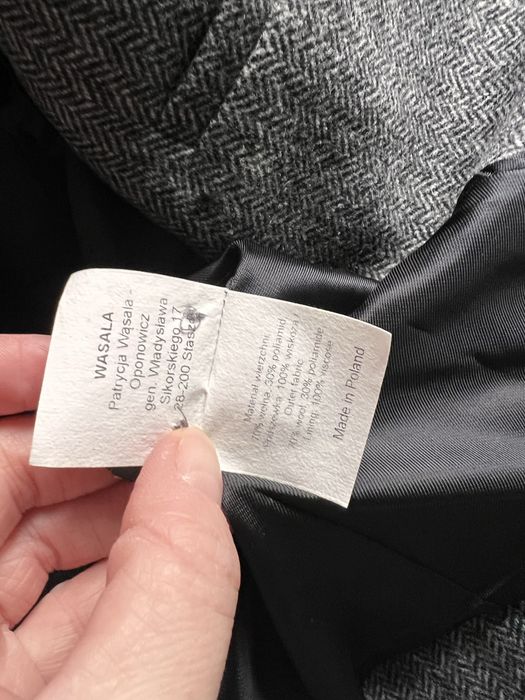 WASALA
Patrycja Wąsala -
Oponowicz
gen. Władysława
Sikorskiego 17
28-200 Staszów
Materiał wierzchni
70% wełna 30% poliamid
podszewka: 100% wiskoza
Outer fabric
70% wool 30% poliamide
Lining: 100% viscose
Made in Poland